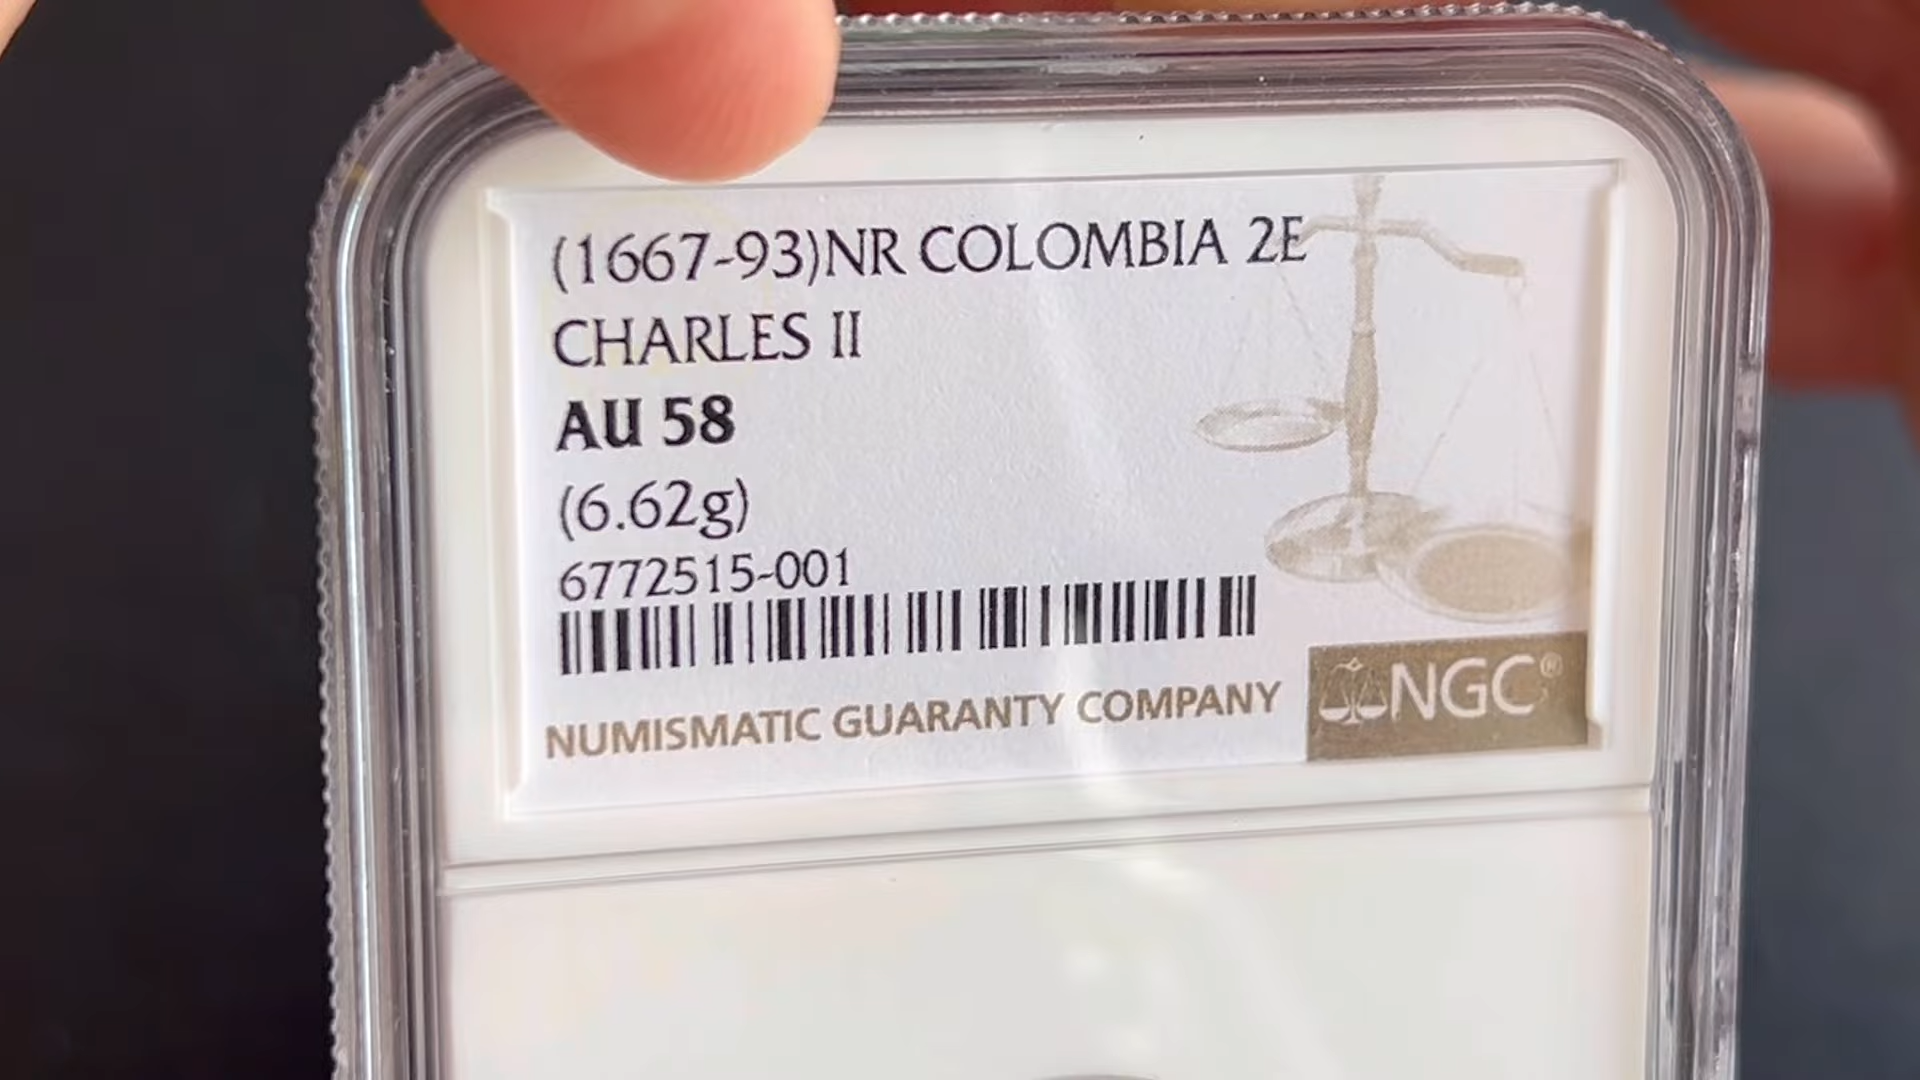 (1667-93)NR COLOMBIA 2E
CHARLES II
AU 58
(6.62g)
6772515-001
NUMISMATIC GUARANTY COMPANY
NGC®